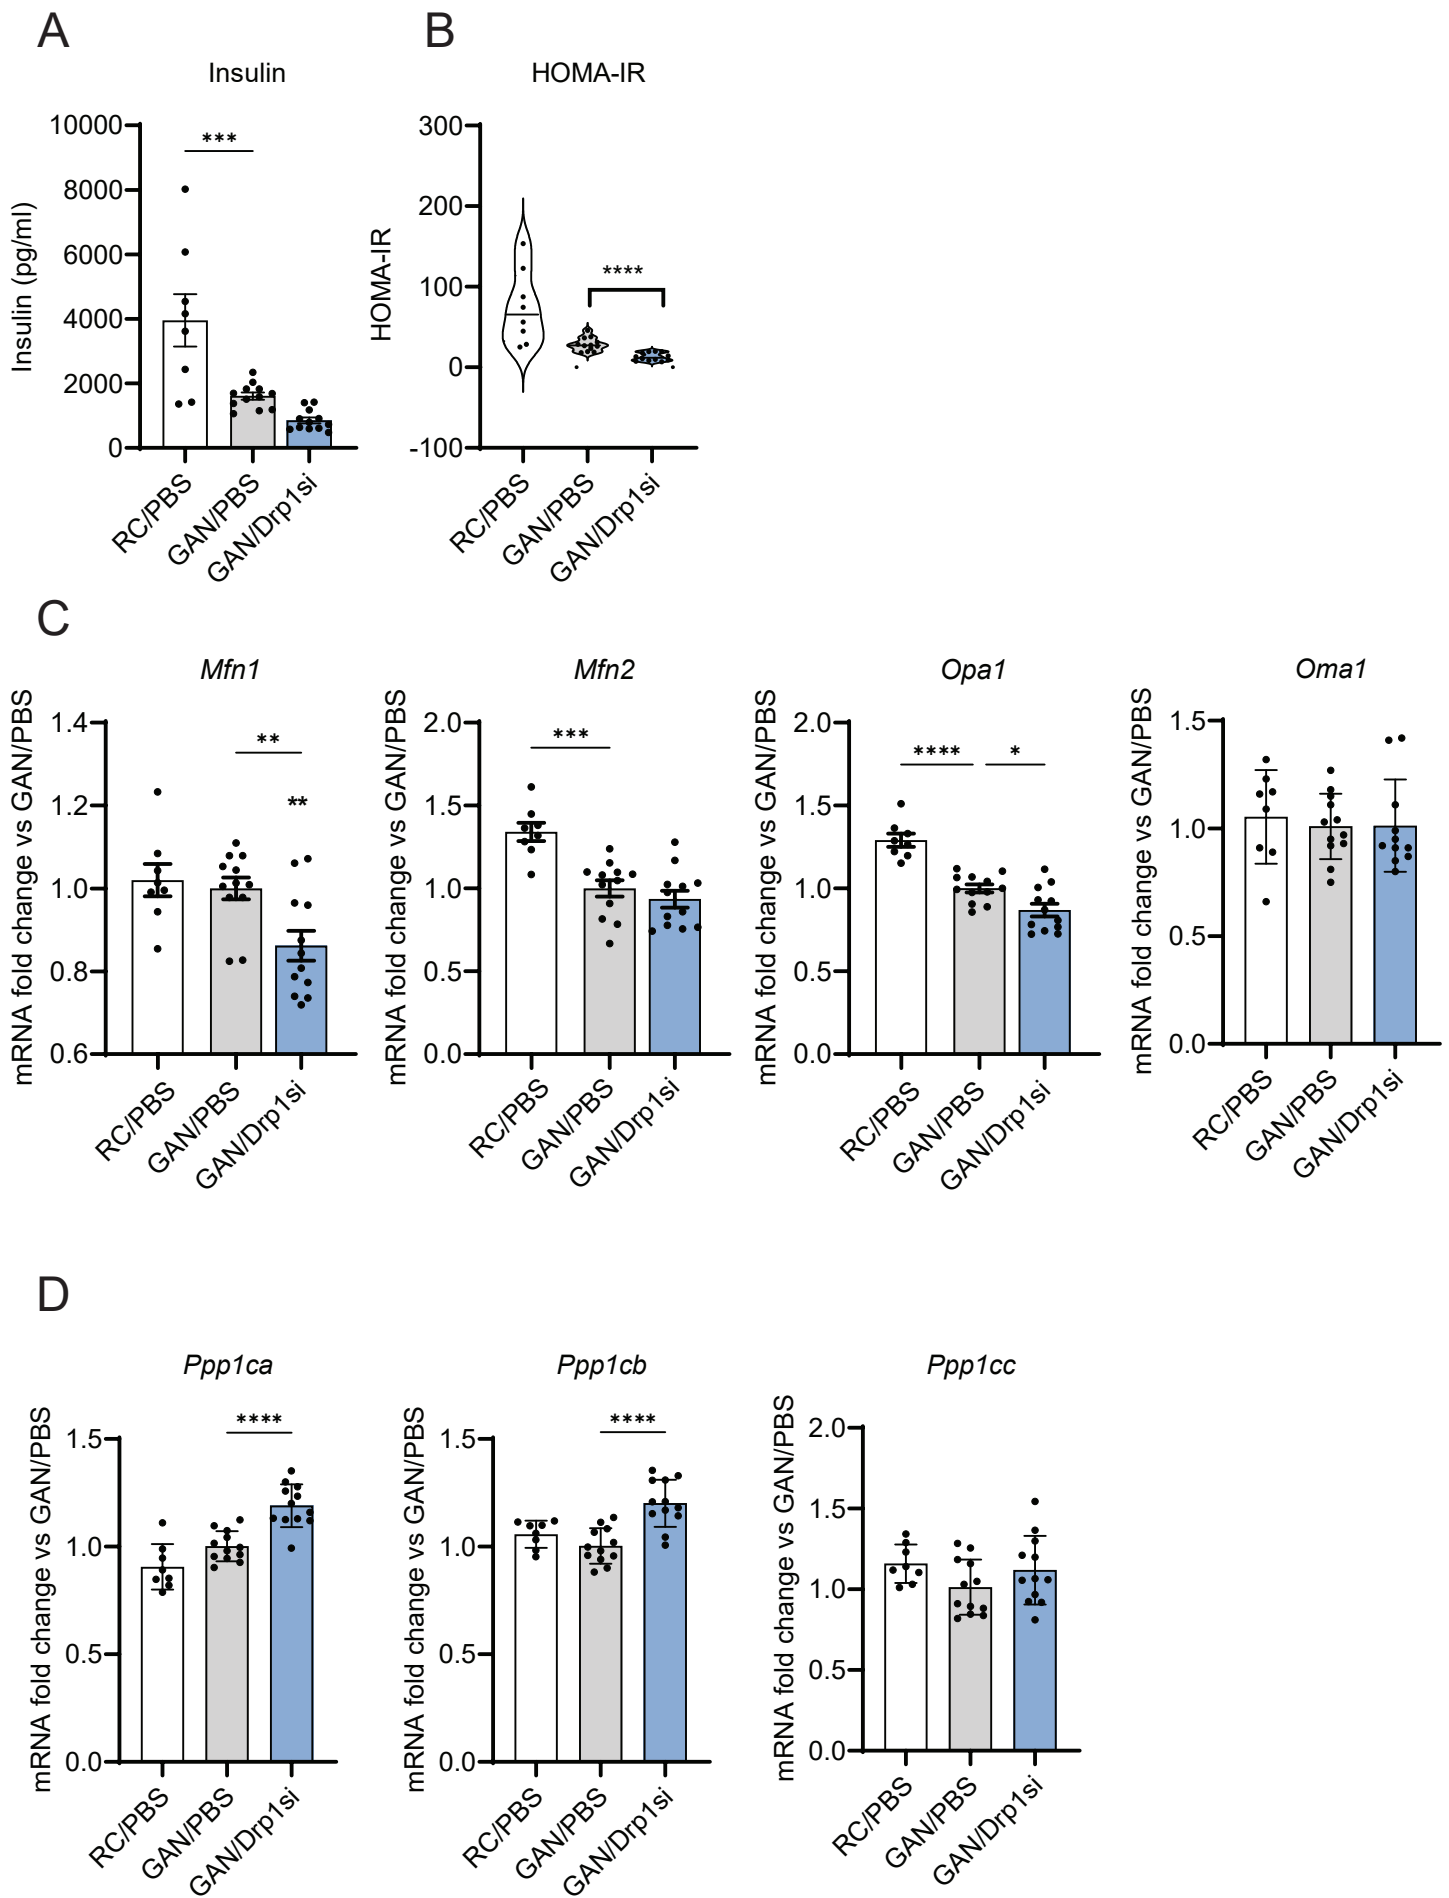 A
B
Insulin
HOMA-IR
Insulin (pg/ml)
10000
8000
6000
4000
2000
0
***
RC/PBS
GAN/PBS
GAN/Drp1si
HOMA-IR
300
200
100
0
-100
****
RC/PBS
GAN/PBS
GAN/Drp1si
C
Mfn1
mRNA fold change vs GAN/PBS
1.4
1.2
1.0
0.8
0.6
**
**
RC/PBS
GAN/PBS
GAN/Drp1si
Mfn2
mRNA fold change vs GAN/PBS
2.0
1.5
1.0
0.5
0.0
***
RC/PBS
GAN/PBS
GAN/Drp1si
Opa1
mRNA fold change vs GAN/PBS
2.0
1.5
1.0
0.5
0.0
****
*
RC/PBS
GAN/PBS
GAN/Drp1si
Oma1
mRNA fold change vs GAN/PBS
1.5
1.0
0.5
0.0
RC/PBS
GAN/PBS
GAN/Drp1si
D
Ppp1ca
mRNA fold change vs GAN/PBS
1.5
1.0
0.5
0.0
****
RC/PBS
GAN/PBS
GAN/Drp1si
Ppp1cb
mRNA fold change vs GAN/PBS
1.5
1.0
0.5
0.0
****
RC/PBS
GAN/PBS
GAN/Drp1si
Ppp1cc
mRNA fold change vs GAN/PBS
2.0
1.5
1.0
0.5
0.0
RC/PBS
GAN/PBS
GAN/Drp1si